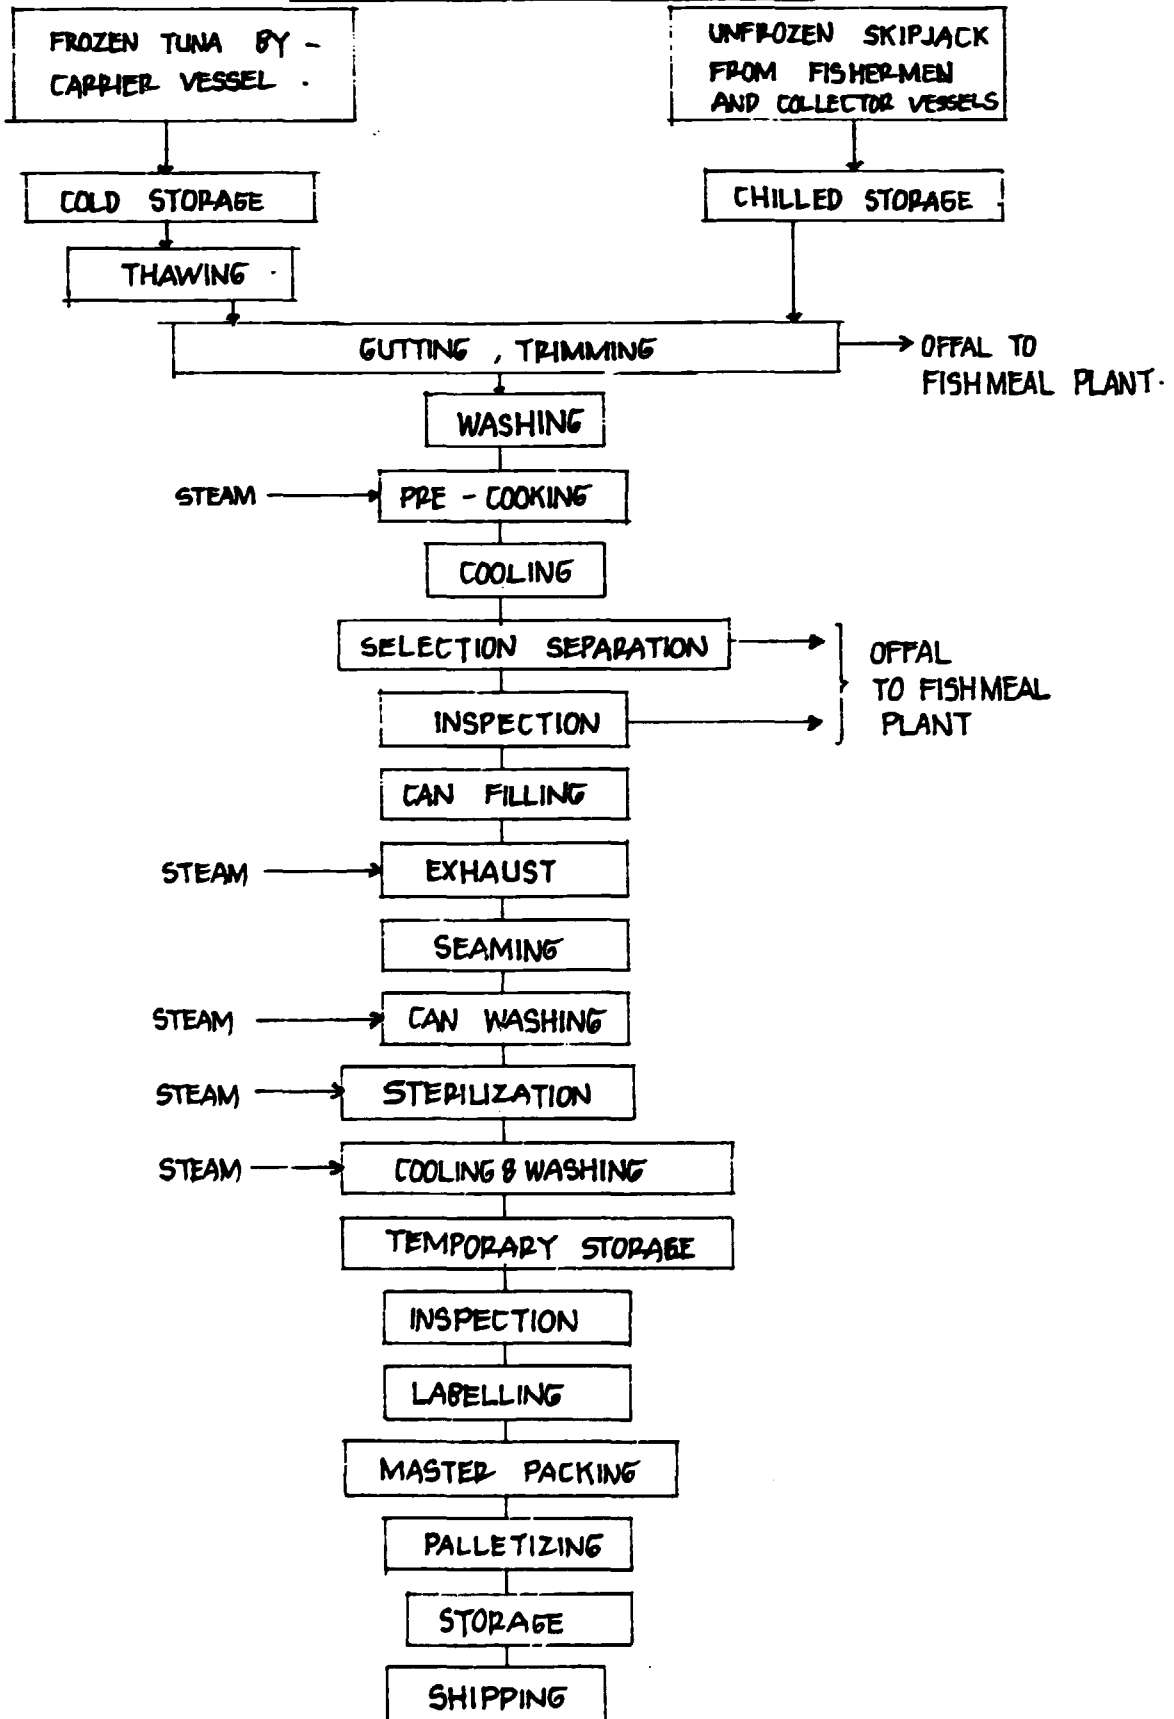 FROZEN TUNA BY -
CARRIER VESSEL .
UNFROZEN SKIPJACK
FROM FISHERMEN
AND COLLECTOR VESSELS
COLD STORAGE
CHILLED STORAGE
THAWING
GUTTING , TRIMMING
OFFAL TO
FISHMEAL PLANT.
WASHING
STEAM
PRE - COOKING
COOLING
SELECTION SEPARATION
OFFAL
TO FISHMEAL
PLANT
INSPECTION
CAN FILLING
STEAM
EXHAUST
SEAMING
STEAM
CAN WASHING
STEAM
STERILIZATION
STEAM
COOLING & WASHING
TEMPORARY STORAGE
INSPECTION
LABELLING
MASTER PACKING
PALLETIZING
STORAGE
SHIPPING